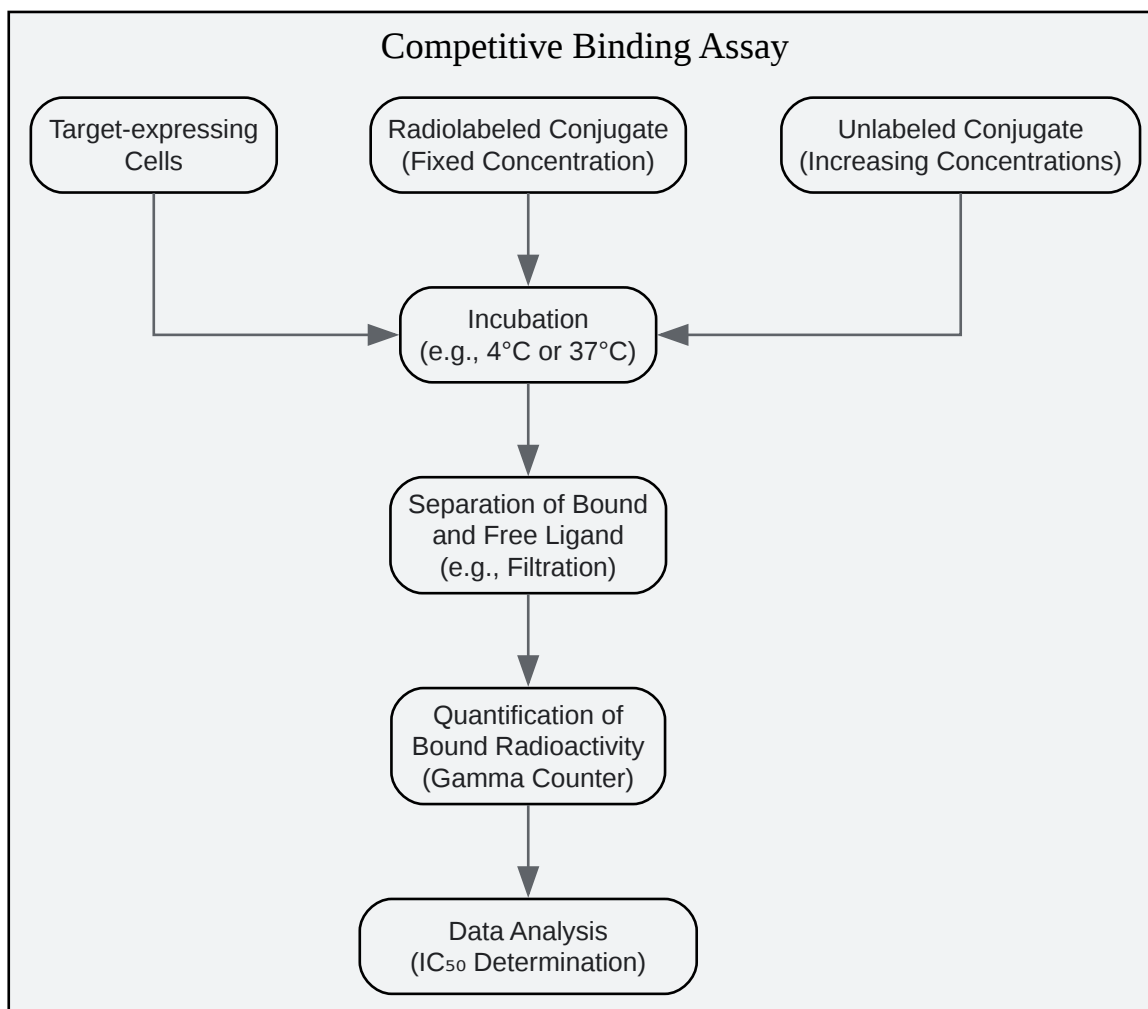 Competitive Binding Assay
Target-expressing
Cells
Radiolabeled Conjugate
(Fixed Concentration)
Unlabeled Conjugate
(Increasing Concentrations)
Incubation
(e.g., 4°C or 37°C)
Separation of Bound
and Free Ligand
(e.g., Filtration)
Quantification of
Bound Radioactivity
(Gamma Counter)
Data Analysis
(IC₅₀ Determination)